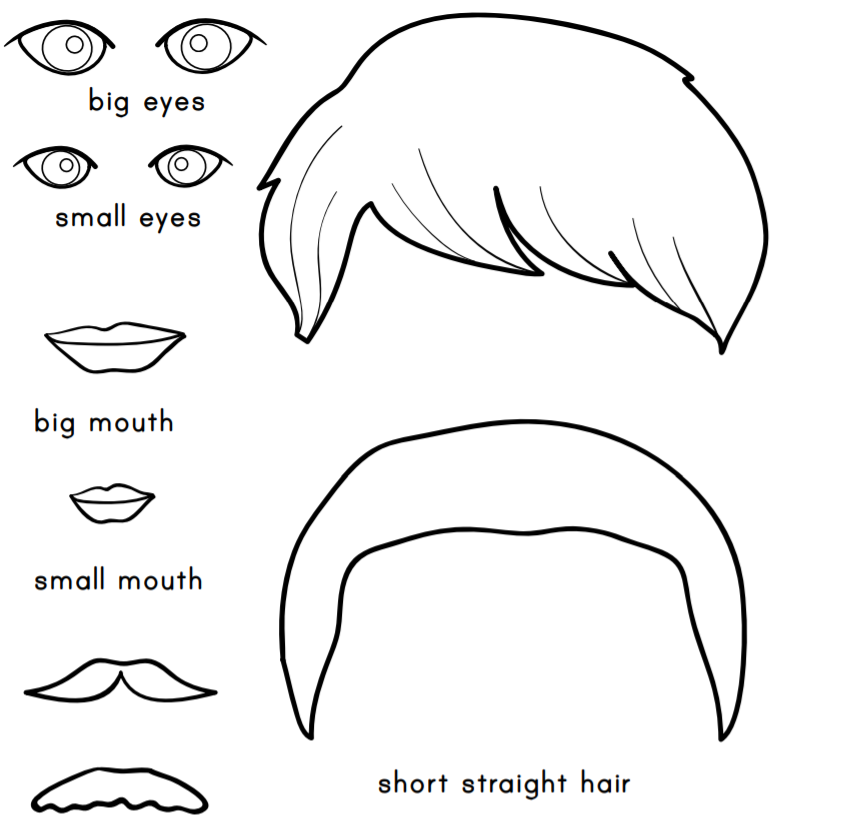 big eyes
small eyes
big mouth
small mouth
short straight hair